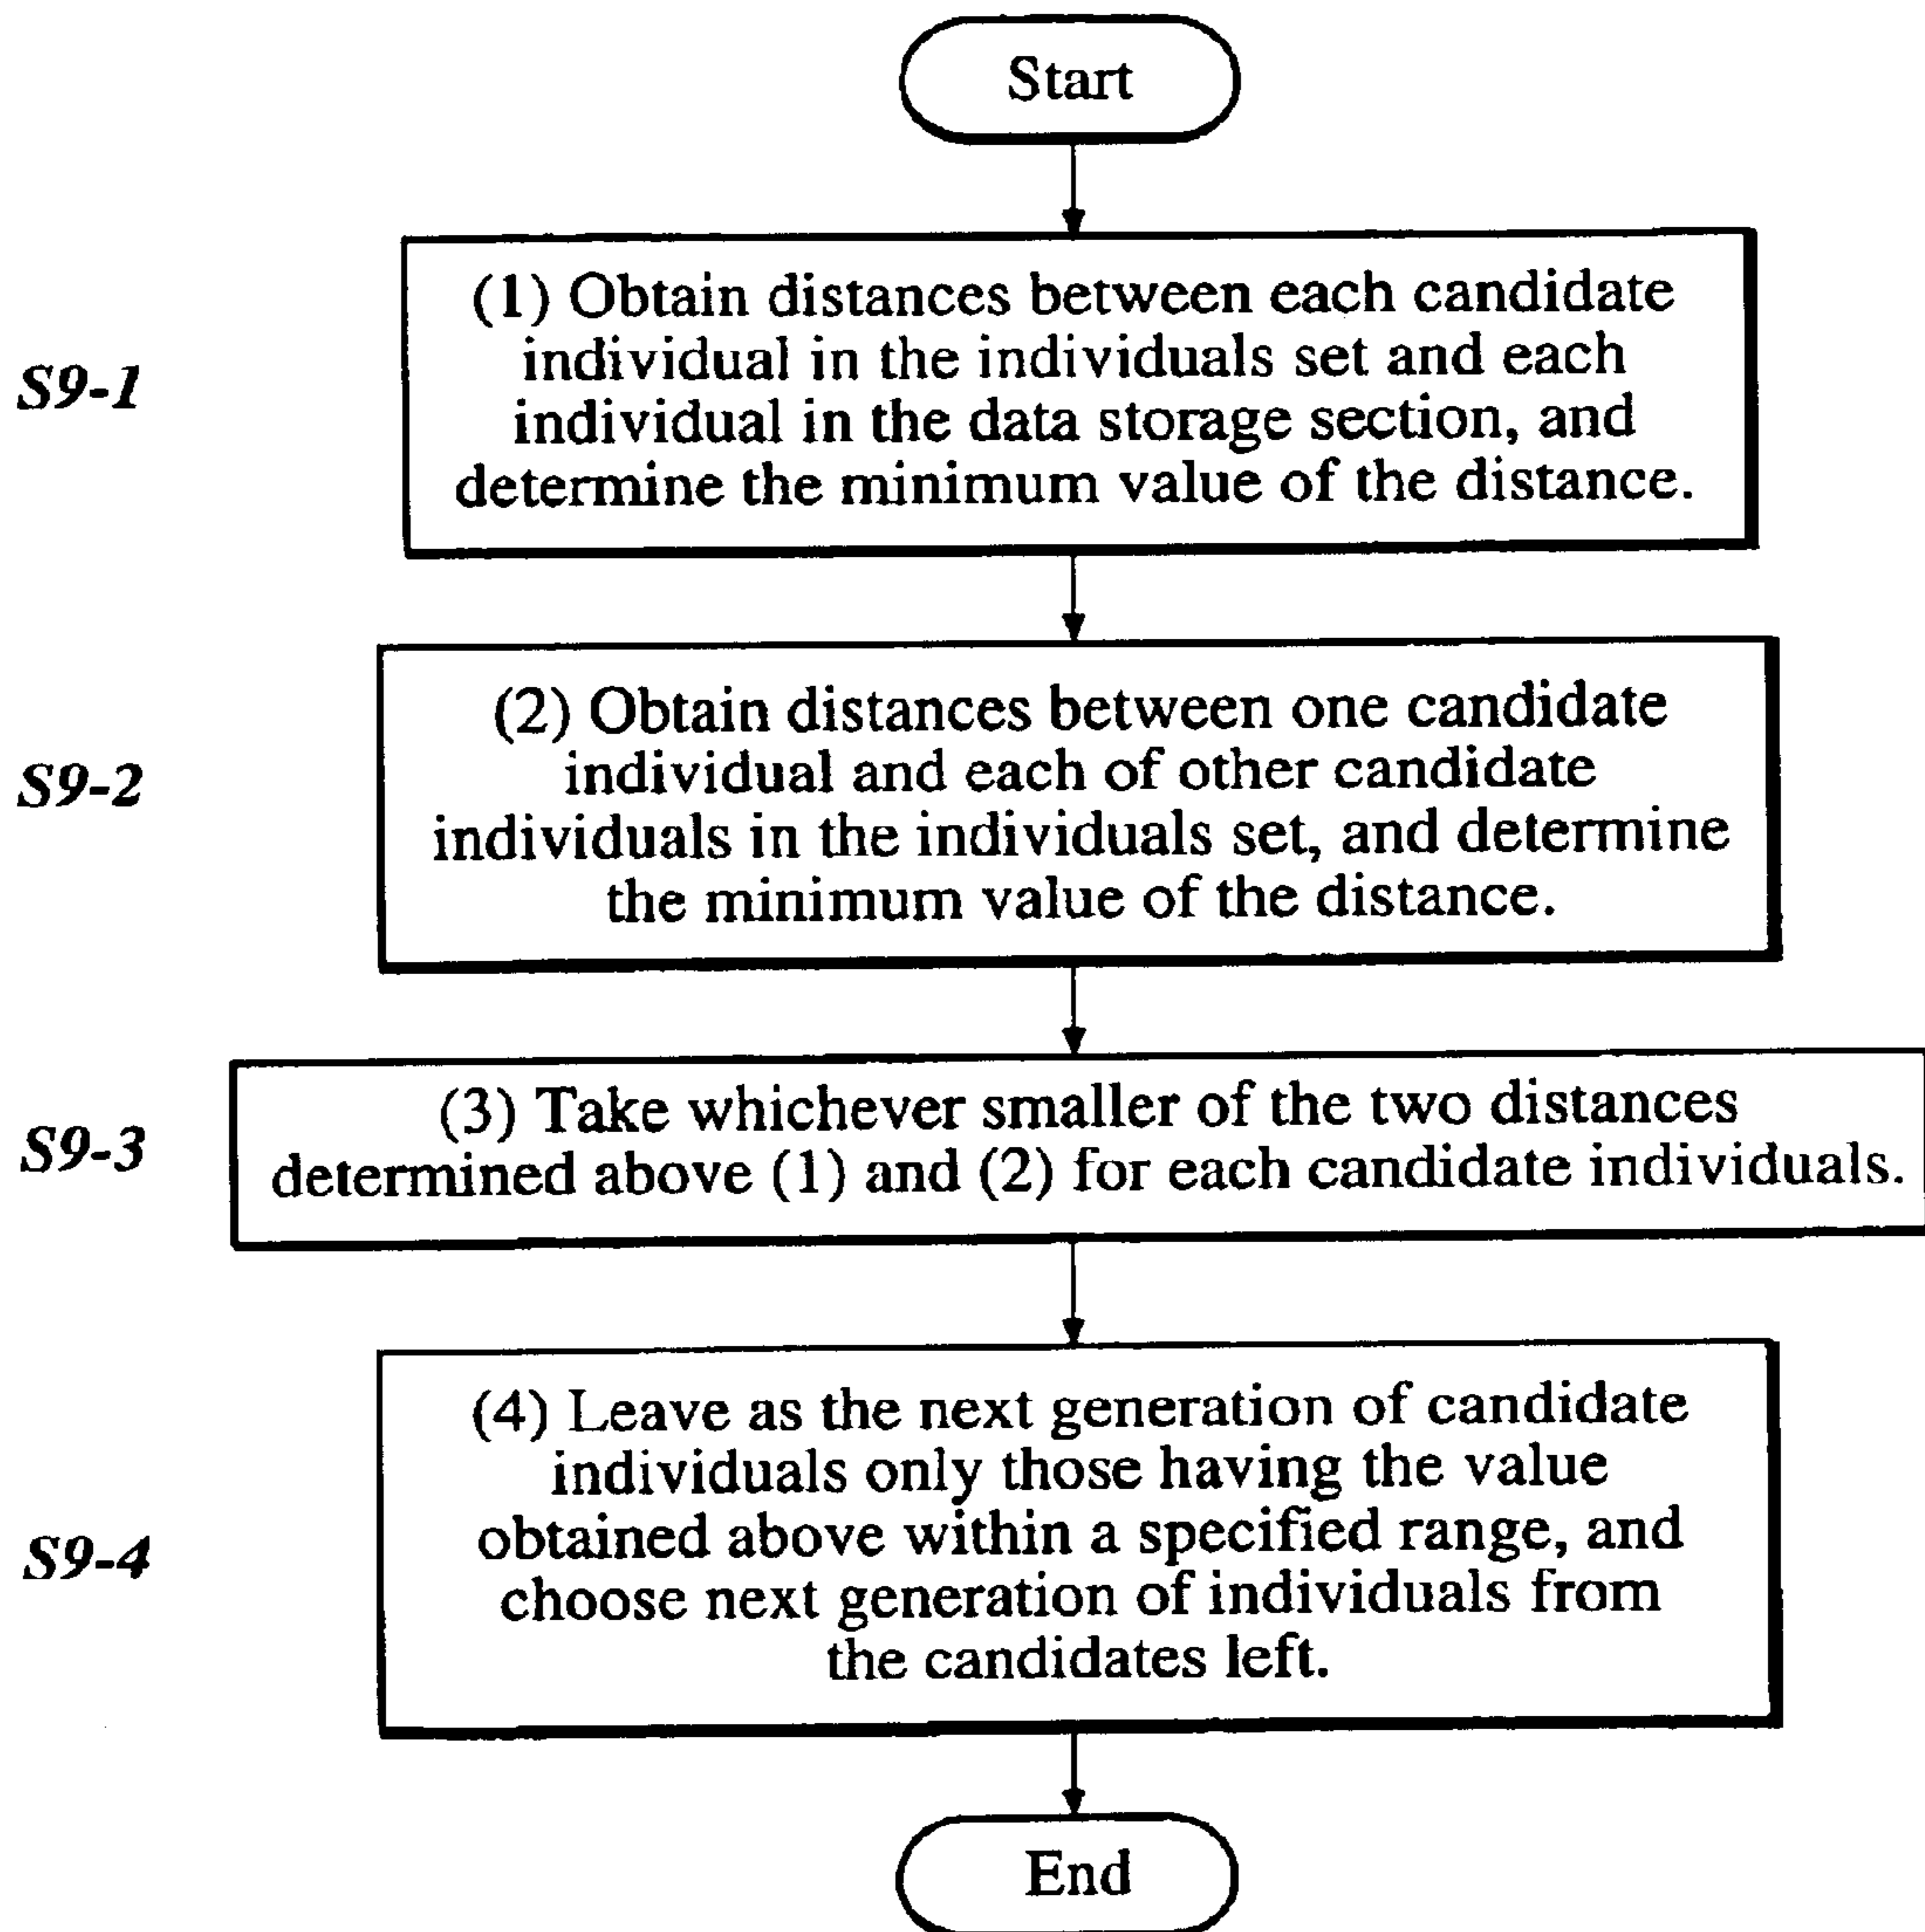 Start
S9-1
(1) Obtain distances between each candidate
individual in the individuals set and each
individual in the data storage section, and
determine the minimum value of the distance.
S9-2
(2) Obtain distances between one candidate
individual and each of other candidate
individuals in the individuals set, and determine
the minimum value of the distance.
S9-3
(3) Take whichever smaller of the two distances
determined above (1) and (2) for each candidate individuals.
S9-4
(4) Leave as the next generation of candidate
individuals only those having the value
obtained above within a specified range, and
choose next generation of individuals from
the candidates left.
End